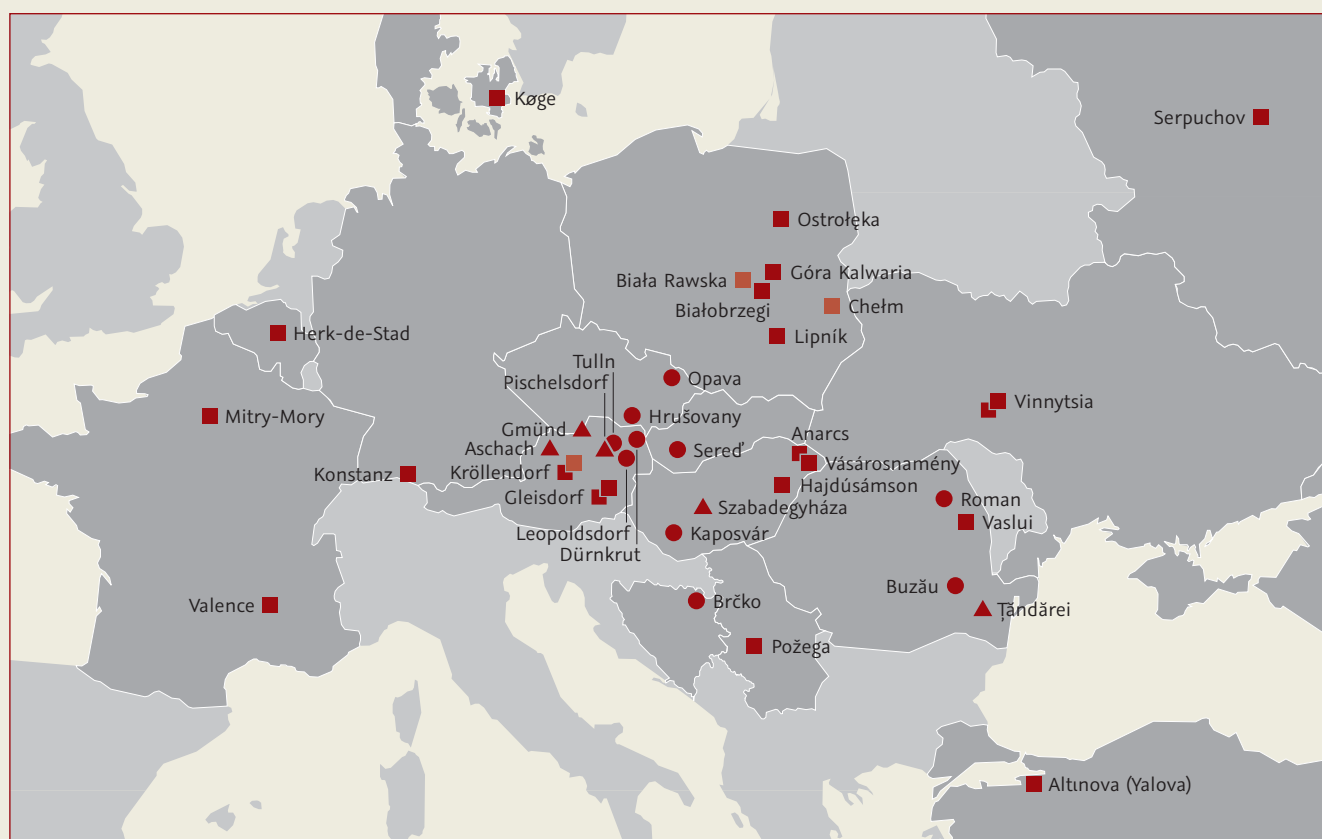 Køge
Serpuchov
Ostrołęka
Góra Kalwaria
Biała Rawska
Białobrzegi
Chełm
Lipník
Herk-de-Stad
Tulln
Pischelsdorf
Opava
Mitry-Mory
Hrušovany
Vinnytsia
Gmünd
Aschach
Sereď
Anarcs
Vásárosnamény
Konstanz
Kröllendorf
Hajdúsámson
Gleisdorf
Roman
Szabadegyháza
Vaslui
Leopoldsdorf
Kaposvár
Dürnkrut
Buzău
Brčko
Țăndărei
Valence
Požega
Altınova (Yalova)